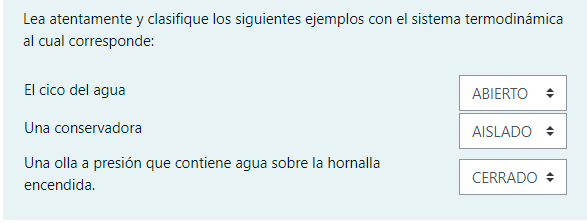 Lea atentamente y clasifique los siguientes ejemplos con el sistema termodinámica
al cual corresponde:
El cico del agua
ABIERTO
Una conservadora
AISLADO
Una olla a presión que contiene agua sobre la hornalla
encendida.
CERRADO